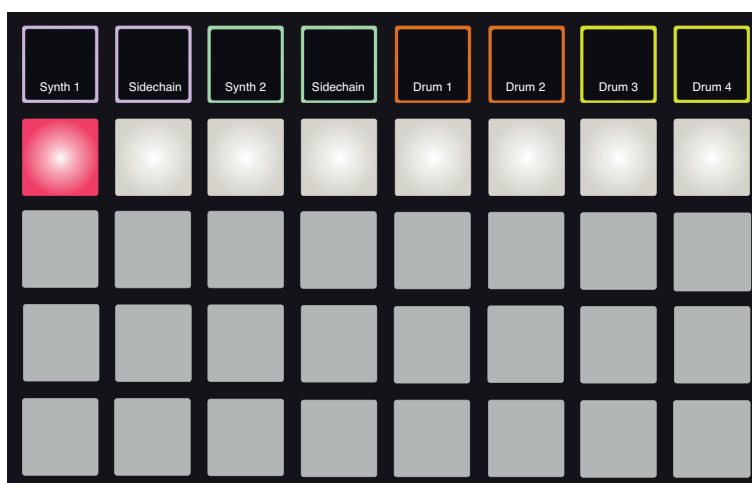 Synth 1
Sidechain
Synth 2
Sidechain
Drum 1
Drum 2
Drum 3
Drum 4